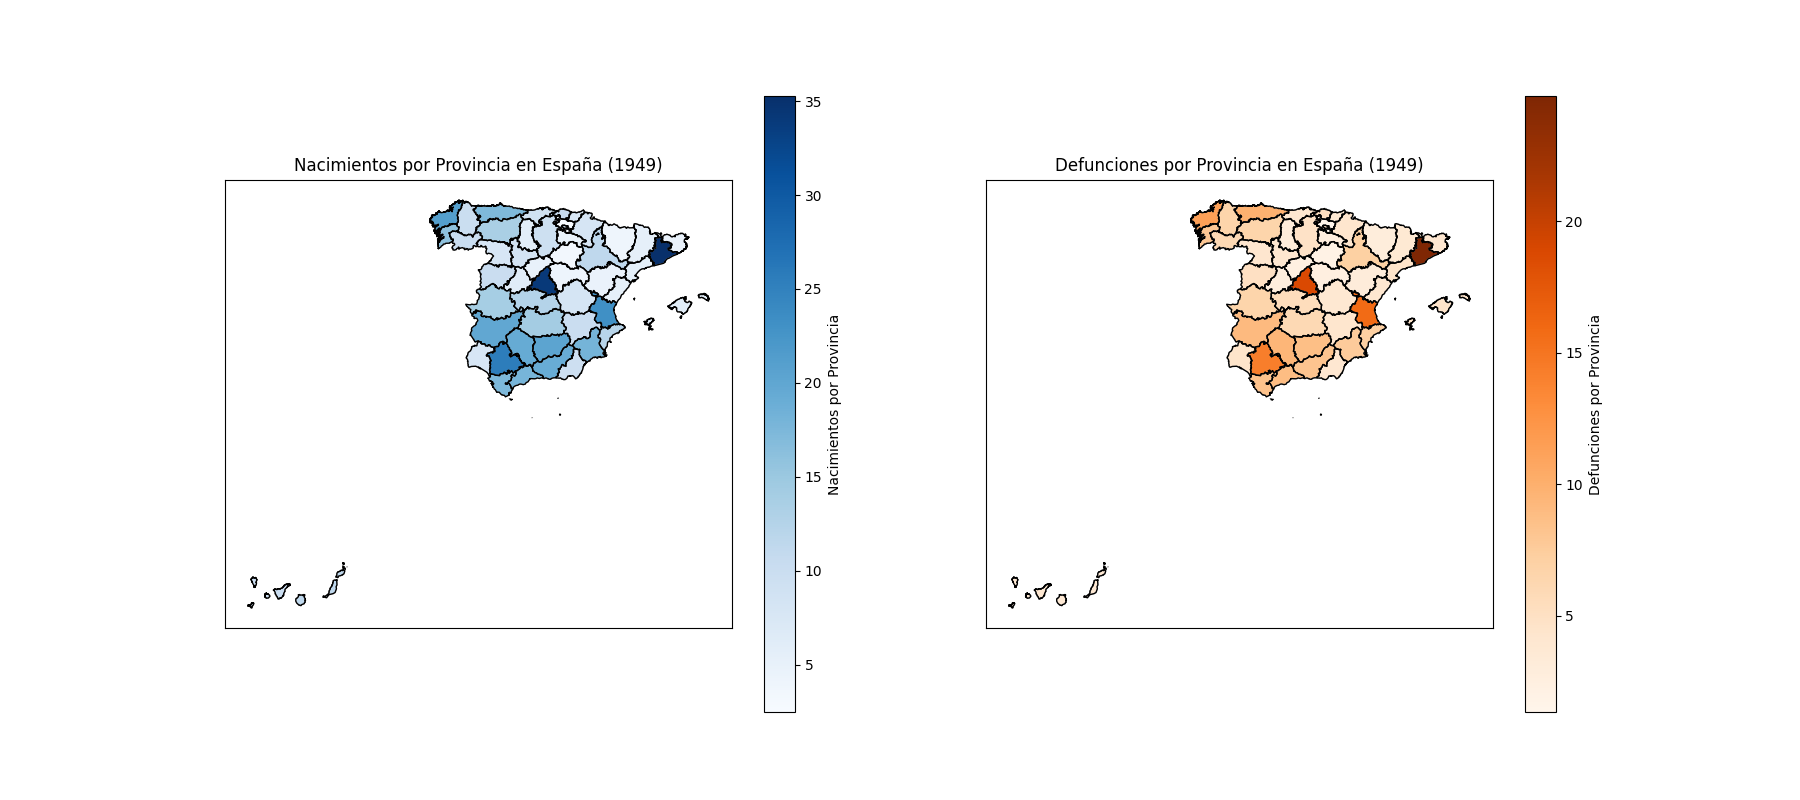 Nacimientos por Provincia en España (1949)
35
30
25
20
15
10
5
Nacimientos por Provincia
Defunciones por Provincia en España (1949)
20
15
10
5
Defunciones por Provincia